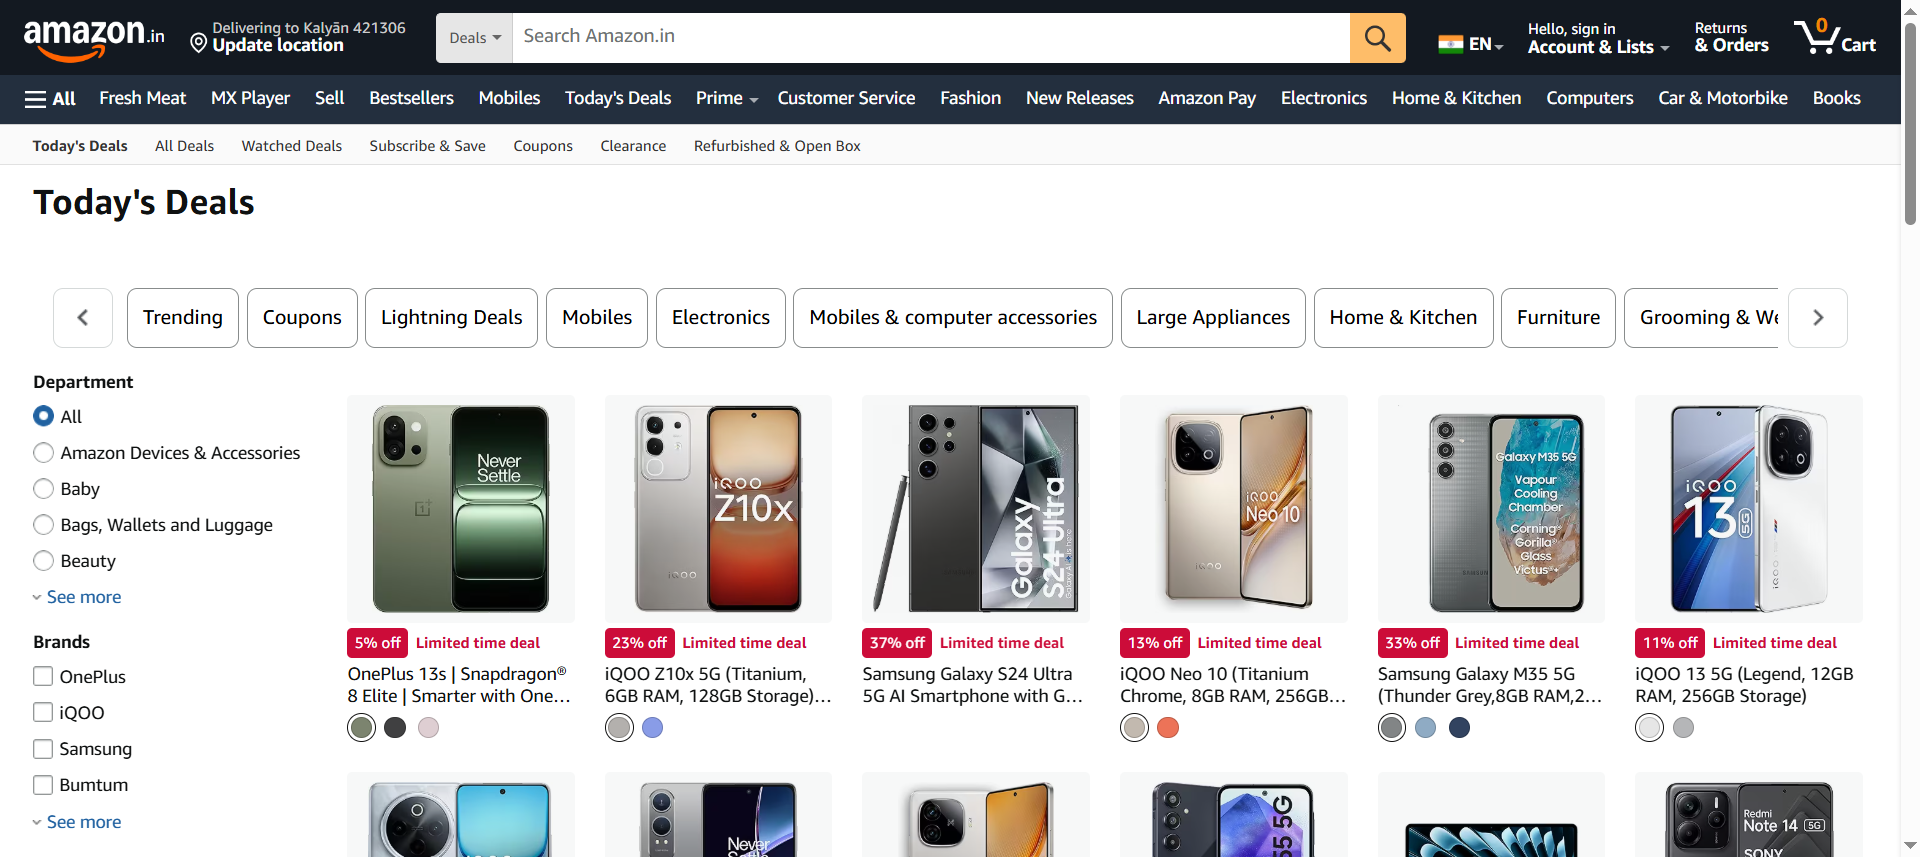 amazon.in
Delivering to Kalyān 421306
Update location
Deals
Search Amazon.in
EN
Hello, sign in
Account & Lists
Returns
& Orders
0
Cart
All
Fresh Meat
MX Player
Sell
Bestsellers
Mobiles
Today's Deals
Prime
Customer Service
Fashion
New Releases
Amazon Pay
Electronics
Home & Kitchen
Computers
Car & Motorbike
Books
Today's Deals
All Deals
Watched Deals
Subscribe & Save
Coupons
Clearance
Refurbished & Open Box
Today's Deals
Trending
Coupons
Lightning Deals
Mobiles
Electronics
Mobiles & computer accessories
Large Appliances
Home & Kitchen
Furniture
Grooming & We
Department
All
Amazon Devices & Accessories
Baby
Bags, Wallets and Luggage
Beauty
See more
Brands
OnePlus
iQOO
Samsung
Bumtum
See more
Never
Settle
5% off
Limited time deal
OnePlus 13s | Snapdragon®
8 Elite | Smarter with One…
iQOO
Z10x
iQOO
23% off
Limited time deal
iQOO Z10x 5G (Titanium,
6GB RAM, 128GB Storage)…
Galaxy
S24 Ultra
Galaxy AI is here
37% off
Limited time deal
Samsung Galaxy S24 Ultra
5G AI Smartphone with G…
iQOO
Neo 10
iQOO
13% off
Limited time deal
iQOO Neo 10 (Titanium
Chrome, 8GB RAM, 256GB…
Galaxy M35 5G
Vapour
Cooling
Chamber
Corning®
Gorilla®
Glass
Victus®+
SAMSUNG
33% off
Limited time deal
Samsung Galaxy M35 5G
(Thunder Grey,8GB RAM,2…
iQOO
13 5G
iQOO
11% off
Limited time deal
iQOO 13 5G (Legend, 12GB
RAM, 256GB Storage)
Never
Settle
55 5G
Redmi
Note 14 5G
SONY